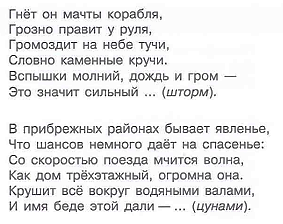 Гнёт он мачты корабля,
Грозно правит у руля,
Громоздит на небе тучи,
Словно каменные кручи.
Вспышки молний, дождь и гром —
Это значит сильный ... (шторм).
В прибрежных районах бывает явленье,
Что шансов немного даёт на спасенье:
Со скоростью поезда мчится волна,
Как дом трёхэтажный, огромна она.
Крушит всё вокруг водяными валами,
И имя беде этой дали — ... (цунами).